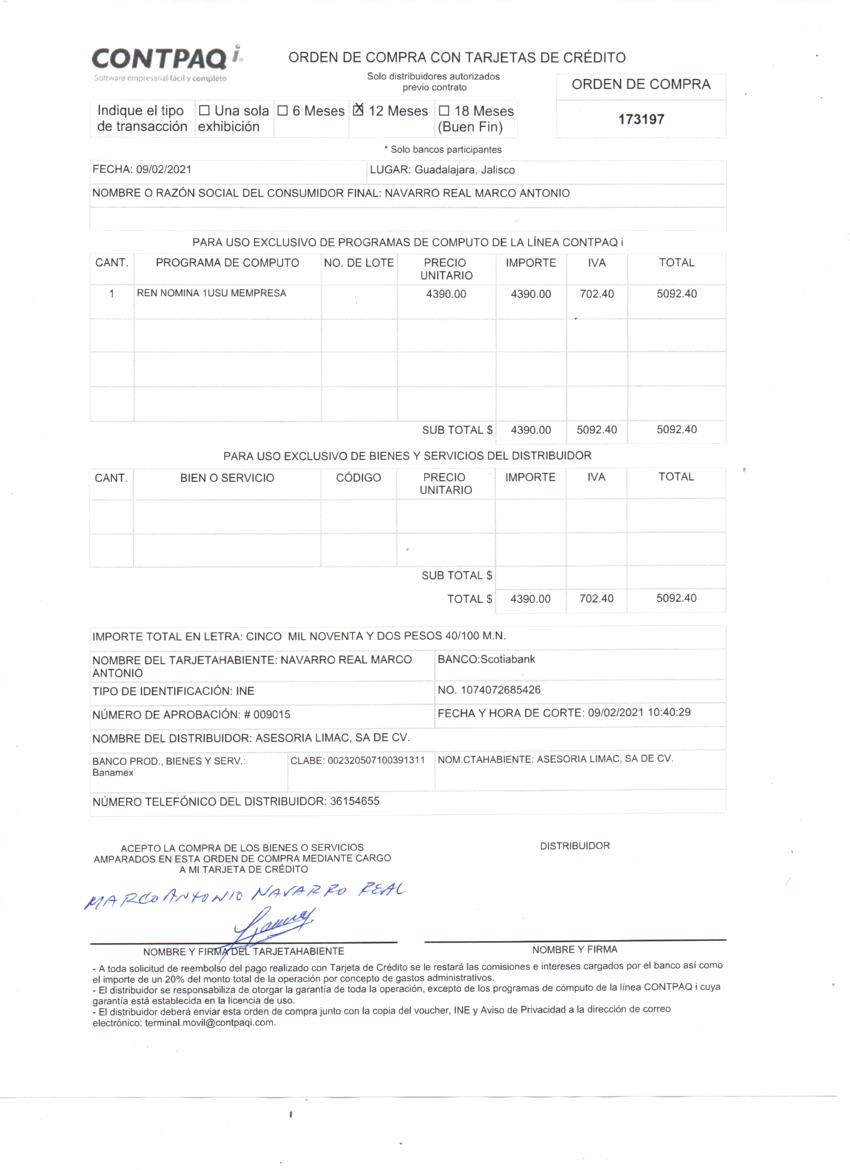 CONTPAQ i®
Software empresarial fácil y completo
ORDEN DE COMPRA CON TARJETAS DE CRÉDITO
Solo distribuidores autorizados
previo contrato
ORDEN DE COMPRA
173197
Indique el tipo de transacción ☐ Una sola exhibición ☐ 6 Meses ☒ 12 Meses ☐ 18 Meses (Buen Fin)
* Solo bancos participantes
FECHA: 09/02/2021 LUGAR: Guadalajara, Jalisco
NOMBRE O RAZÓN SOCIAL DEL CONSUMIDOR FINAL: NAVARRO REAL MARCO ANTONIO
PARA USO EXCLUSIVO DE PROGRAMAS DE COMPUTO DE LA LÍNEA CONTPAQ i
CANT. PROGRAMA DE COMPUTO NO. DE LOTE PRECIO UNITARIO IMPORTE IVA TOTAL
1 REN NOMINA 1USU MEMPRESA 4390.00 4390.00 702.40 5092.40
SUB TOTAL $ 4390.00 5092.40 5092.40
PARA USO EXCLUSIVO DE BIENES Y SERVICIOS DEL DISTRIBUIDOR
CANT. BIEN O SERVICIO CÓDIGO PRECIO UNITARIO IMPORTE IVA TOTAL
SUB TOTAL $
TOTAL $ 4390.00 702.40 5092.40
IMPORTE TOTAL EN LETRA: CINCO MIL NOVENTA Y DOS PESOS 40/100 M.N.
NOMBRE DEL TARJETAHABIENTE: NAVARRO REAL MARCO ANTONIO BANCO:Scotiabank
TIPO DE IDENTIFICACIÓN: INE NO. 1074072685426
NÚMERO DE APROBACIÓN: # 009015 FECHA Y HORA DE CORTE: 09/02/2021 10:40:29
NOMBRE DEL DISTRIBUIDOR: ASESORIA LIMAC, SA DE CV.
BANCO PROD., BIENES Y SERV.: Banamex CLABE: 002320507100391311 NOM.CTAHABIENTE: ASESORIA LIMAC, SA DE CV.
NÚMERO TELEFÓNICO DEL DISTRIBUIDOR: 36154655
ACEPTO LA COMPRA DE LOS BIENES O SERVICIOS
AMPARADOS EN ESTA ORDEN DE COMPRA MEDIANTE CARGO
A MI TARJETA DE CRÉDITO
DISTRIBUIDOR
MARCO ANTONIO NAVARRO REAL
NOMBRE Y FIRMA DEL TARJETAHABIENTE
NOMBRE Y FIRMA
- A toda solicitud de reembolso del pago realizado con Tarjeta de Crédito se le restará las comisiones e intereses cargados por el banco así como
el importe de un 20% del monto total de la operación por concepto de gastos administrativos.
- El distribuidor se responsabiliza de otorgar la garantía de toda la operación, excepto de los programas de cómputo de la línea CONTPAQ i cuya
garantía está establecida en la licencia de uso.
- El distribuidor deberá enviar esta orden de compra junto con la copia del voucher, INE y Aviso de Privacidad a la dirección de correo
electrónico: terminal.movil@contpaqi.com.